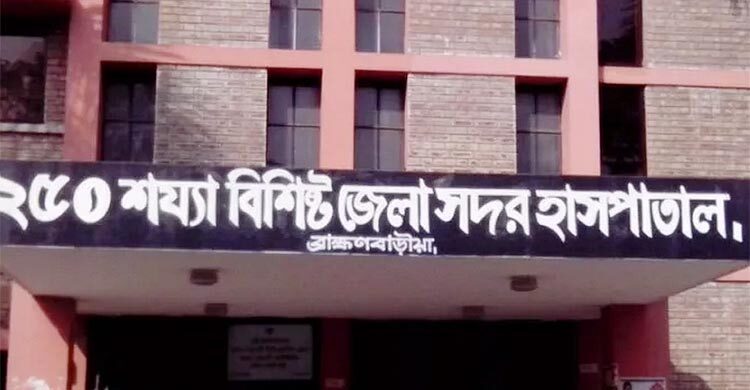 ২৫০ শয্যা বিশিষ্ট জেলা সদর হাসপাতাল.
ব্রাহ্মণবাড়ীয়া.